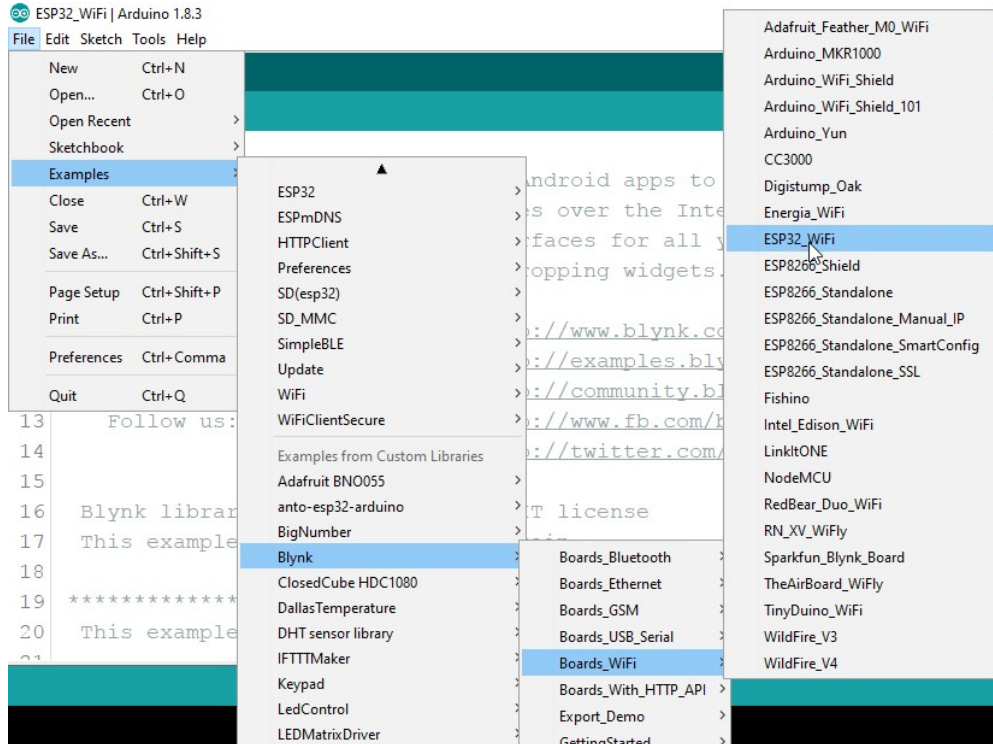 ESP32_WiFi | Arduino 1.8.3
File Edit Sketch Tools Help
New Ctrl+N
Open... Ctrl+O
Open Recent
Sketchbook
Examples
Close Ctrl+W
Save Ctrl+S
Save As... Ctrl+Shift+S
Page Setup Ctrl+Shift+P
Print Ctrl+P
Preferences Ctrl+Comma
Quit Ctrl+Q
ESP32
ESPmDNS
HTTPClient
Preferences
SD(esp32)
SD_MMC
SimpleBLE
Update
WiFi
WiFiClientSecure
Examples from Custom Libraries
Adafruit BNO055
anto-esp32-arduino
BigNumber
Blynk
ClosedCube HDC1080
DallasTemperature
DHT sensor library
IFTTTMaker
Keypad
LedControl
LEDMatrixDriver
Boards_Bluetooth
Boards_Ethernet
Boards_GSM
Boards_USB_Serial
Boards_WiFi
Boards_With_HTTP_API
Export_Demo
GettingStarted
Adafruit_Feather_M0_WiFi
Arduino_MKR1000
Arduino_WiFi_Shield
Arduino_WiFi_Shield_101
Arduino_Yun
CC3000
Digistump_Oak
Energia_WiFi
ESP32_WiFi
ESP8266_Shield
ESP8266_Standalone
ESP8266_Standalone_Manual_IP
ESP8266_Standalone_SmartConfig
ESP8266_Standalone_SSL
Fishino
Intel_Edison_WiFi
LinkItONE
NodeMCU
RedBear_Duo_WiFi
RN_XV_WiFly
Sparkfun_Blynk_Board
TheAirBoard_WiFly
TinyDuino_WiFi
WildFire_V3
WildFire_V4
Android apps to
es over the Inte
rfaces for all y
ropping widgets.
://www.blynk.co
://examples.bly
://community.bl
13 Follow us: ://www.fb.com/b
14 ://twitter.com/
15
16 Blynk librar T license
17 This example
18
19 *************
20 This example